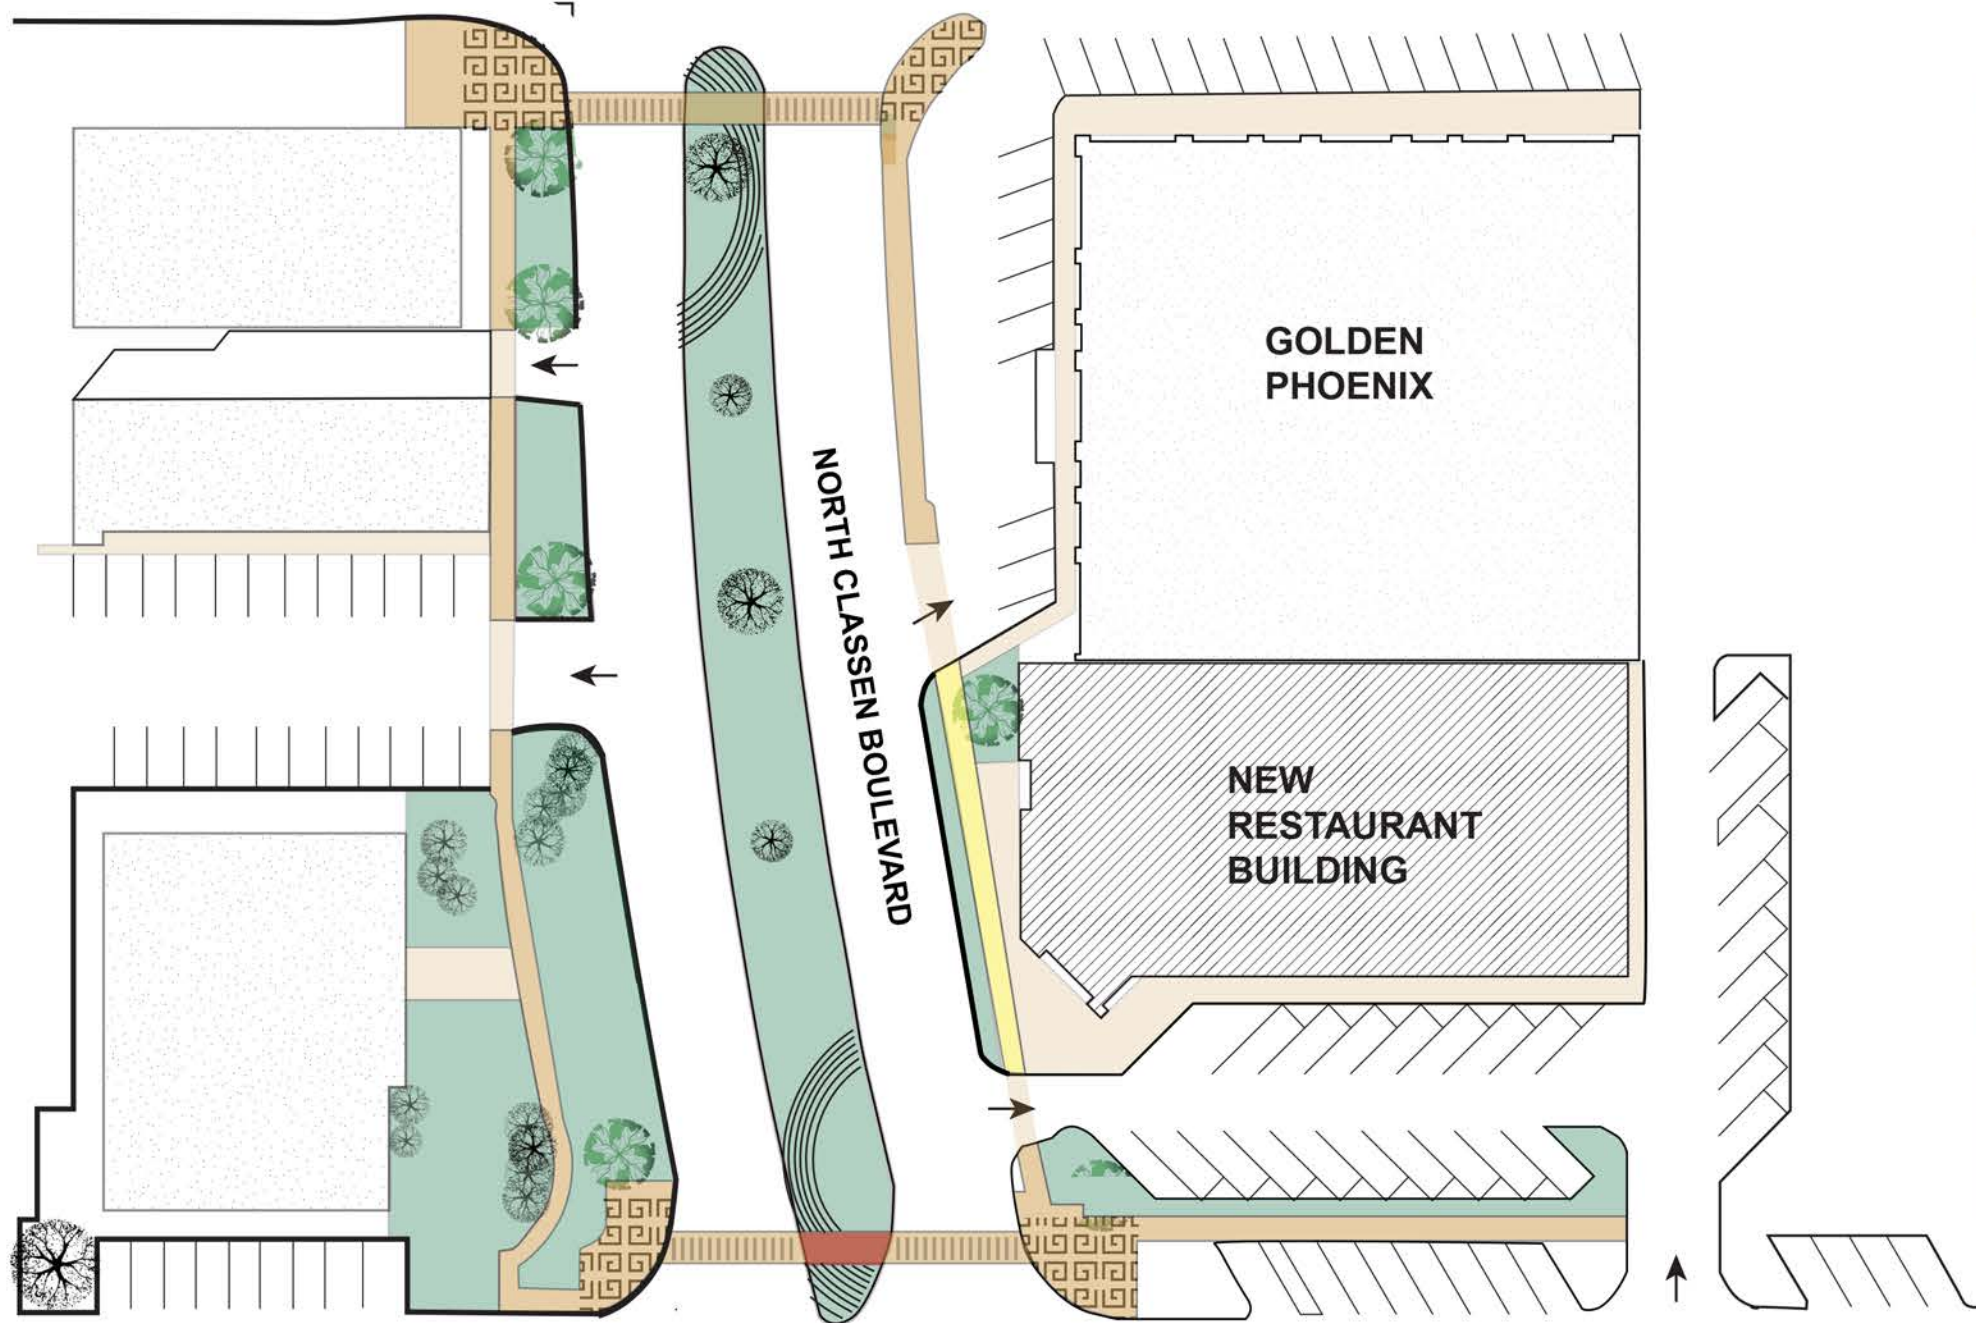 GOLDEN
PHOENIX
NORTH CLASSEN BOULEVARD
NEW
RESTAURANT
BUILDING